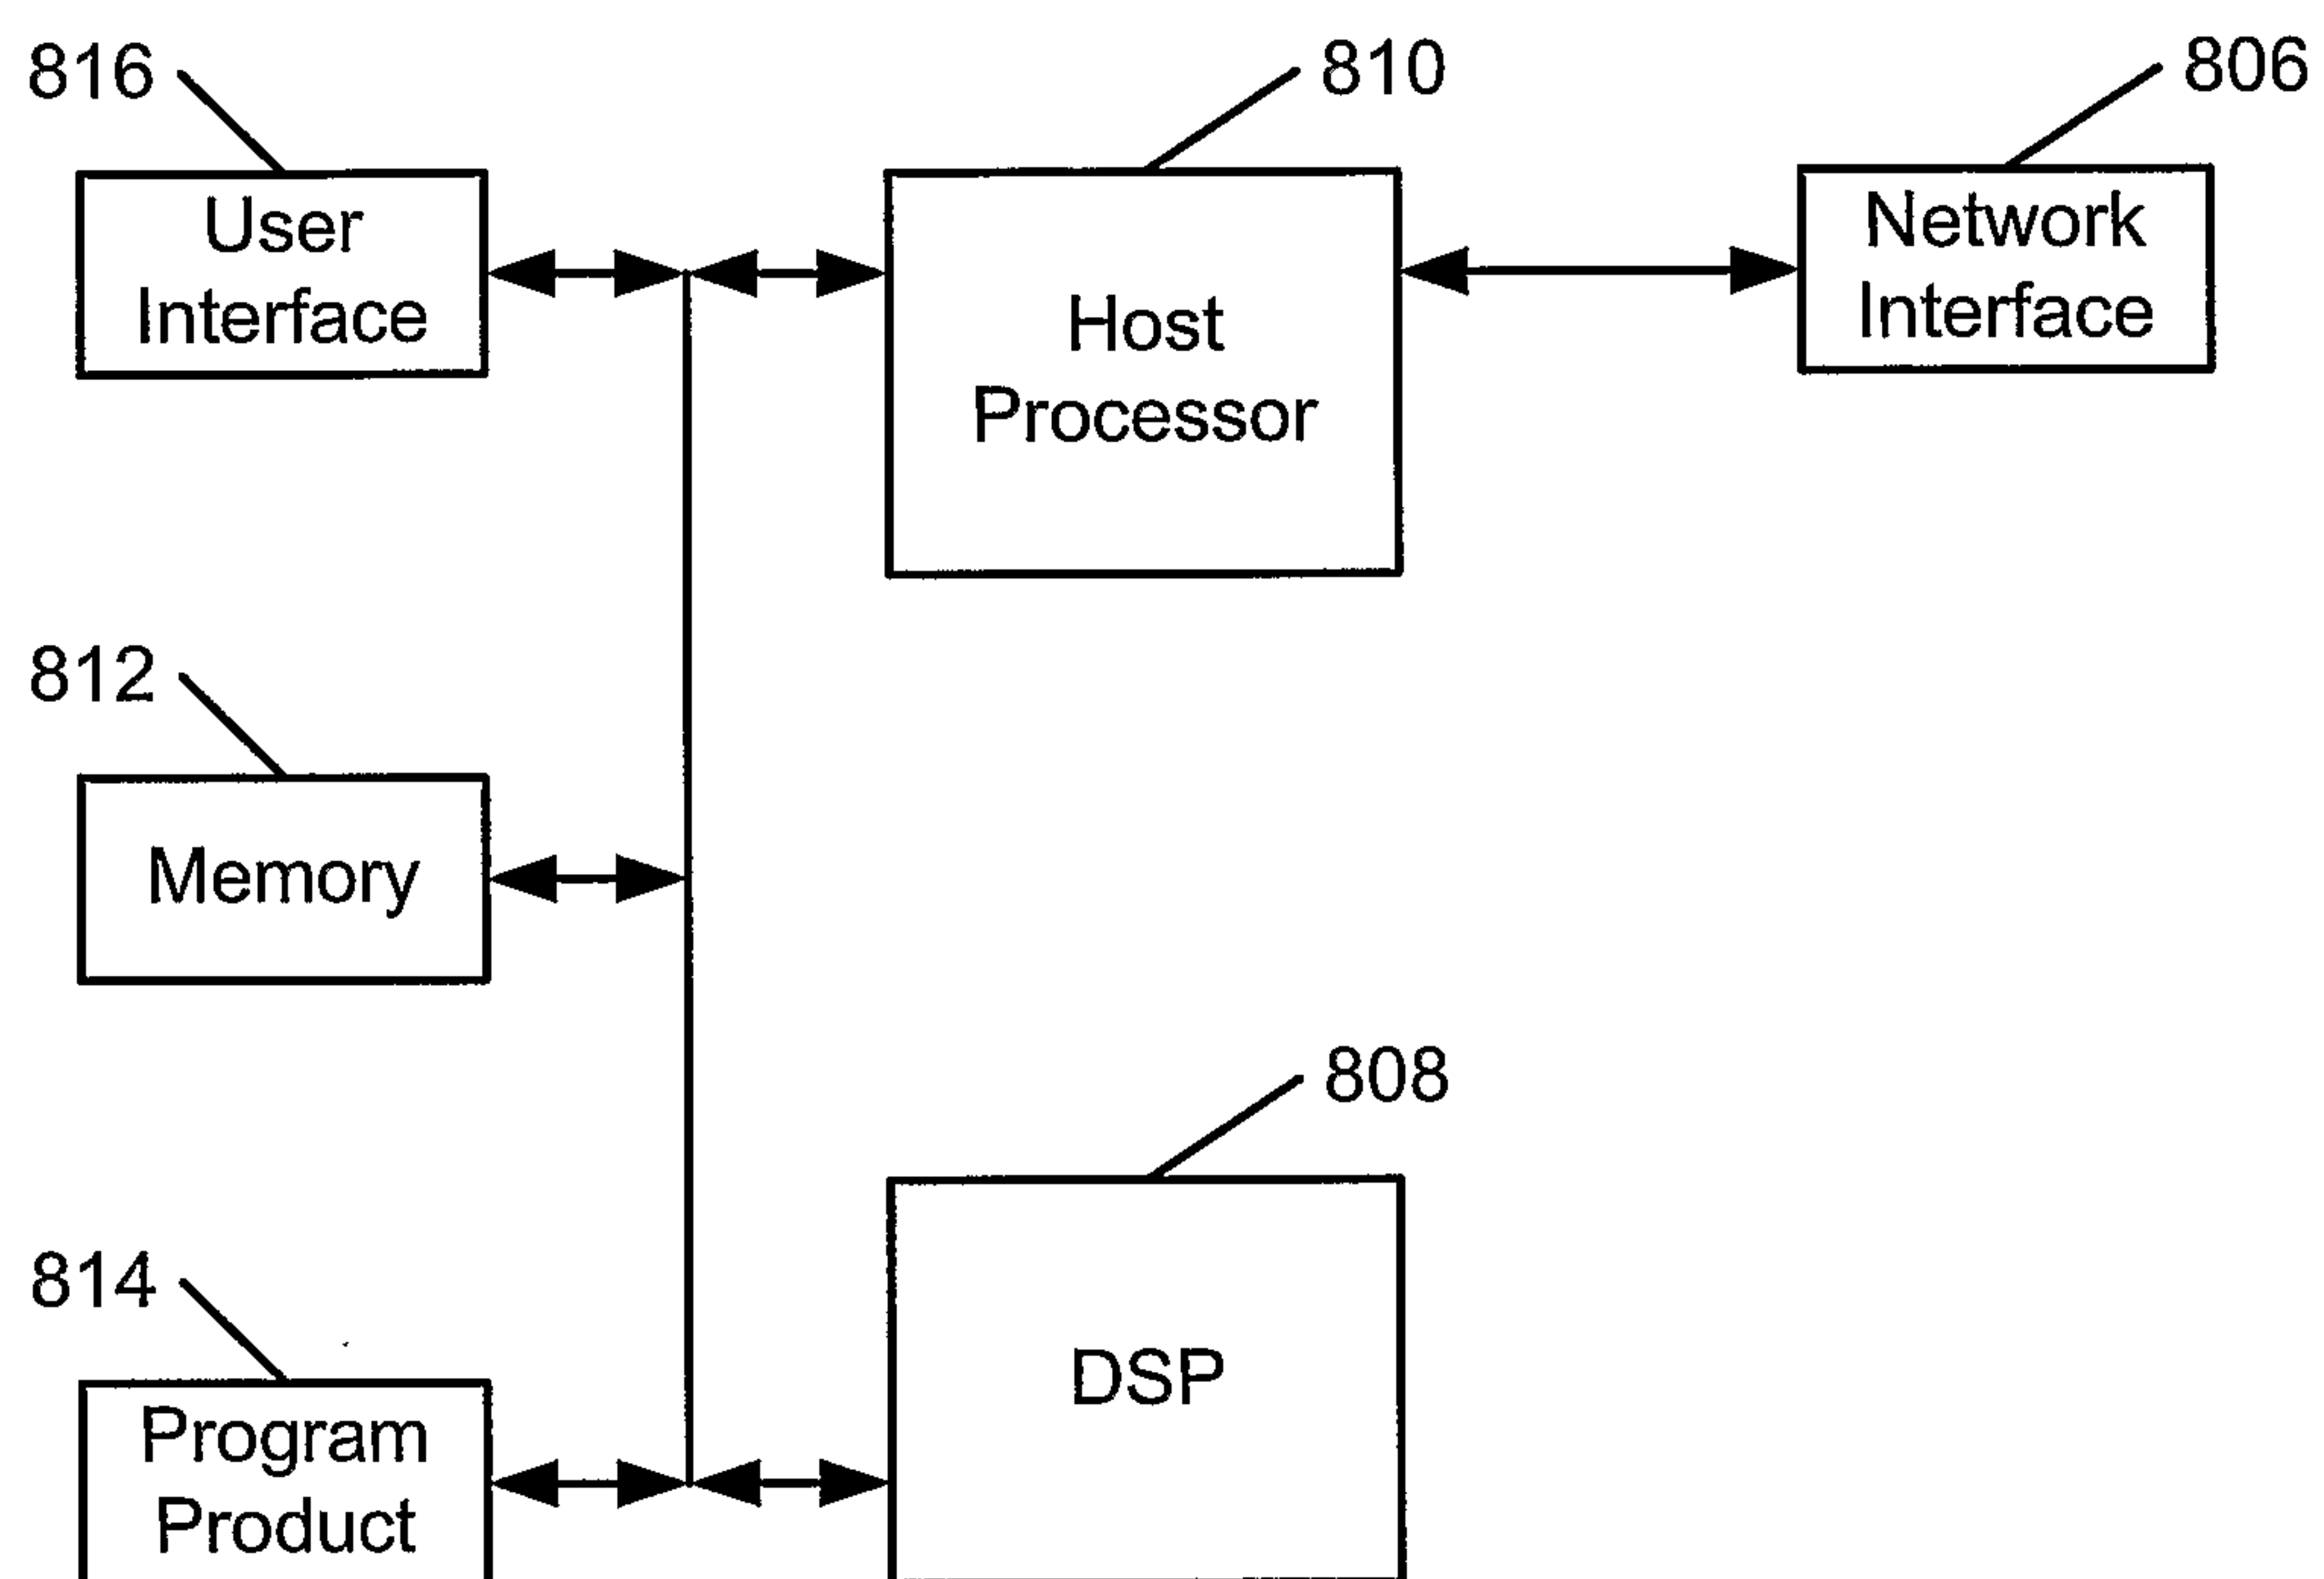 816
810
806
User
Interface
Host
Processor
Network
Interface
812
Memory
808
814
DSP
Program
Product